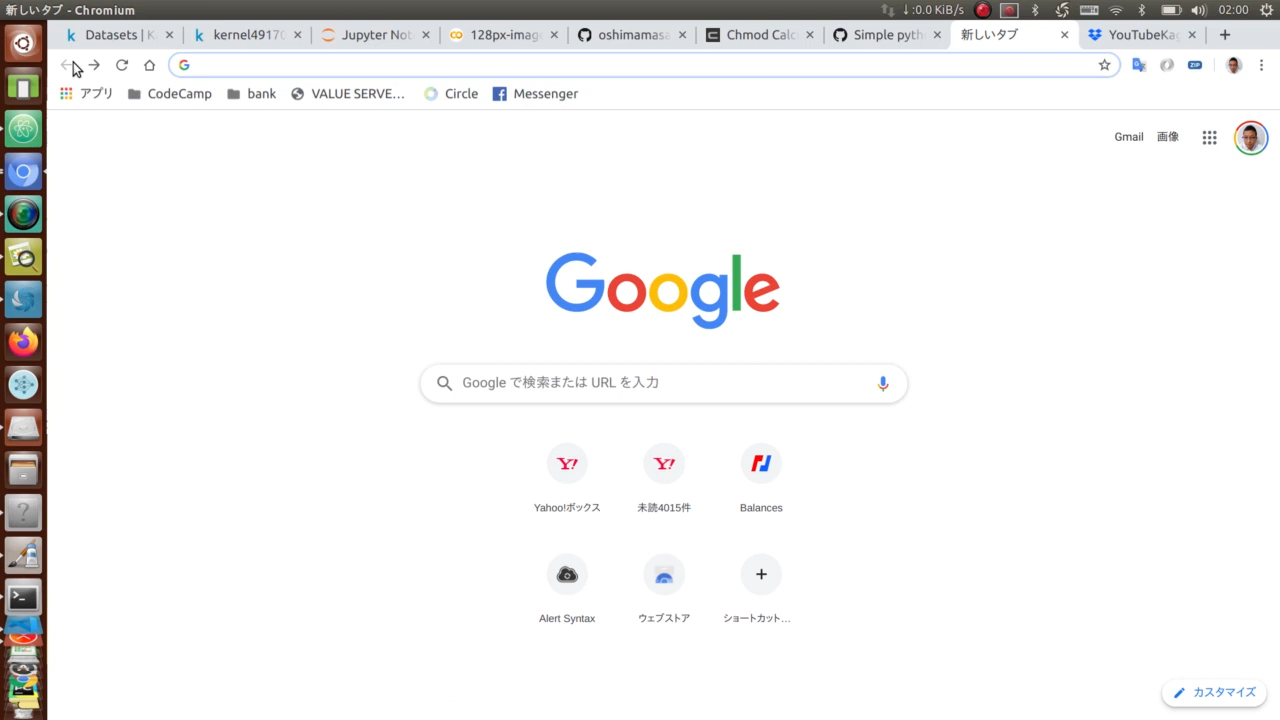 新しいタブ - Chromium
↓:0.0 KiB/s
02:00
Datasets | K
kernel49170
Jupyter Not
128px-image
oshimamasa
Chmod Calc
Simple pyth
新しいタブ
YouTubeKag
アプリ
CodeCamp
bank
VALUE SERVE...
Circle
Messenger
Gmail
画像
Google
Google で検索または URL を入力
Yahoo!ボックス
未読4015件
Balances
Alert Syntax
ウェブストア
ショートカット...
カスタマイズ